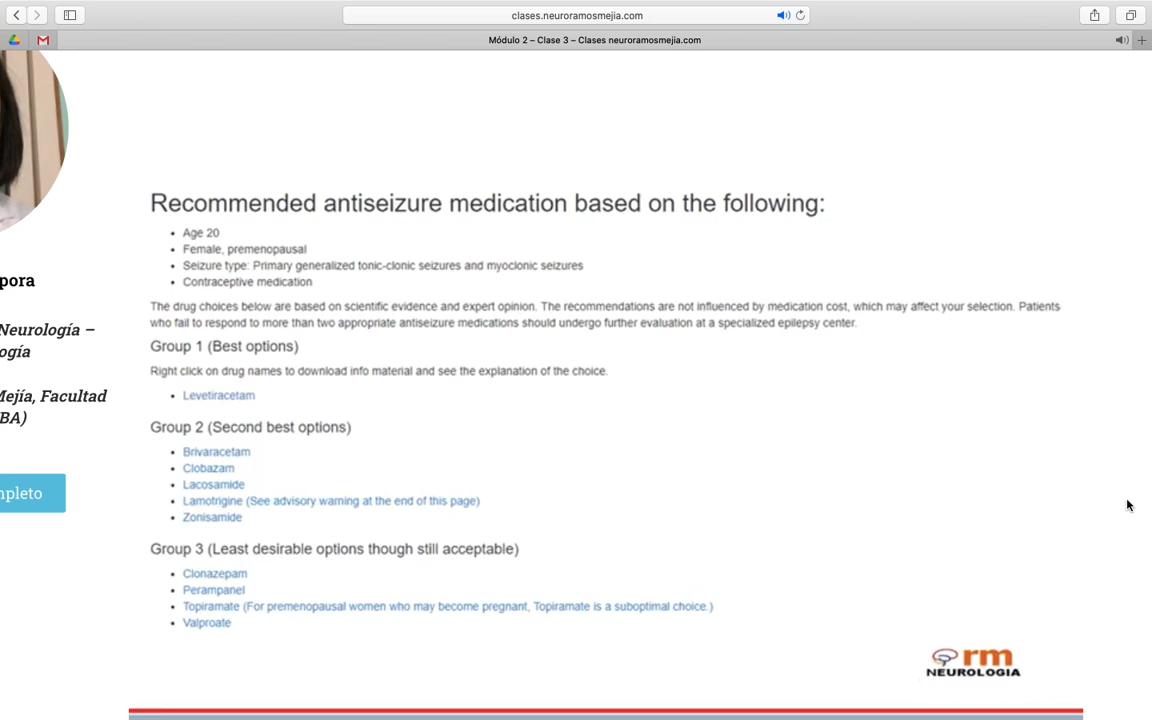 clases.neuroramosmejia.com
Módulo 2 – Clase 3 – Clases neuroramosmejia.com
Recommended antiseizure medication based on the following:
• Age 20
• Female, premenopausal
• Seizure type: Primary generalized tonic-clonic seizures and myoclonic seizures
• Contraceptive medication
The drug choices below are based on scientific evidence and expert opinion. The recommendations are not influenced by medication cost, which may affect your selection. Patients
who fail to respond to more than two appropriate antiseizure medications should undergo further evaluation at a specialized epilepsy center.
Group 1 (Best options)
Right click on drug names to download info material and see the explanation of the choice.
• Levetiracetam
Group 2 (Second best options)
• Brivaracetam
• Clobazam
• Lacosamide
• Lamotrigine (See advisory warning at the end of this page)
• Zonisamide
Group 3 (Least desirable options though still acceptable)
• Clonazepam
• Perampanel
• Topiramate (For premenopausal women who may become pregnant, Topiramate is a suboptimal choice.)
• Valproate
pora
Neurología –
ogía
Mejía, Facultad
BA)
mpleto
rm
NEUROLOGIA